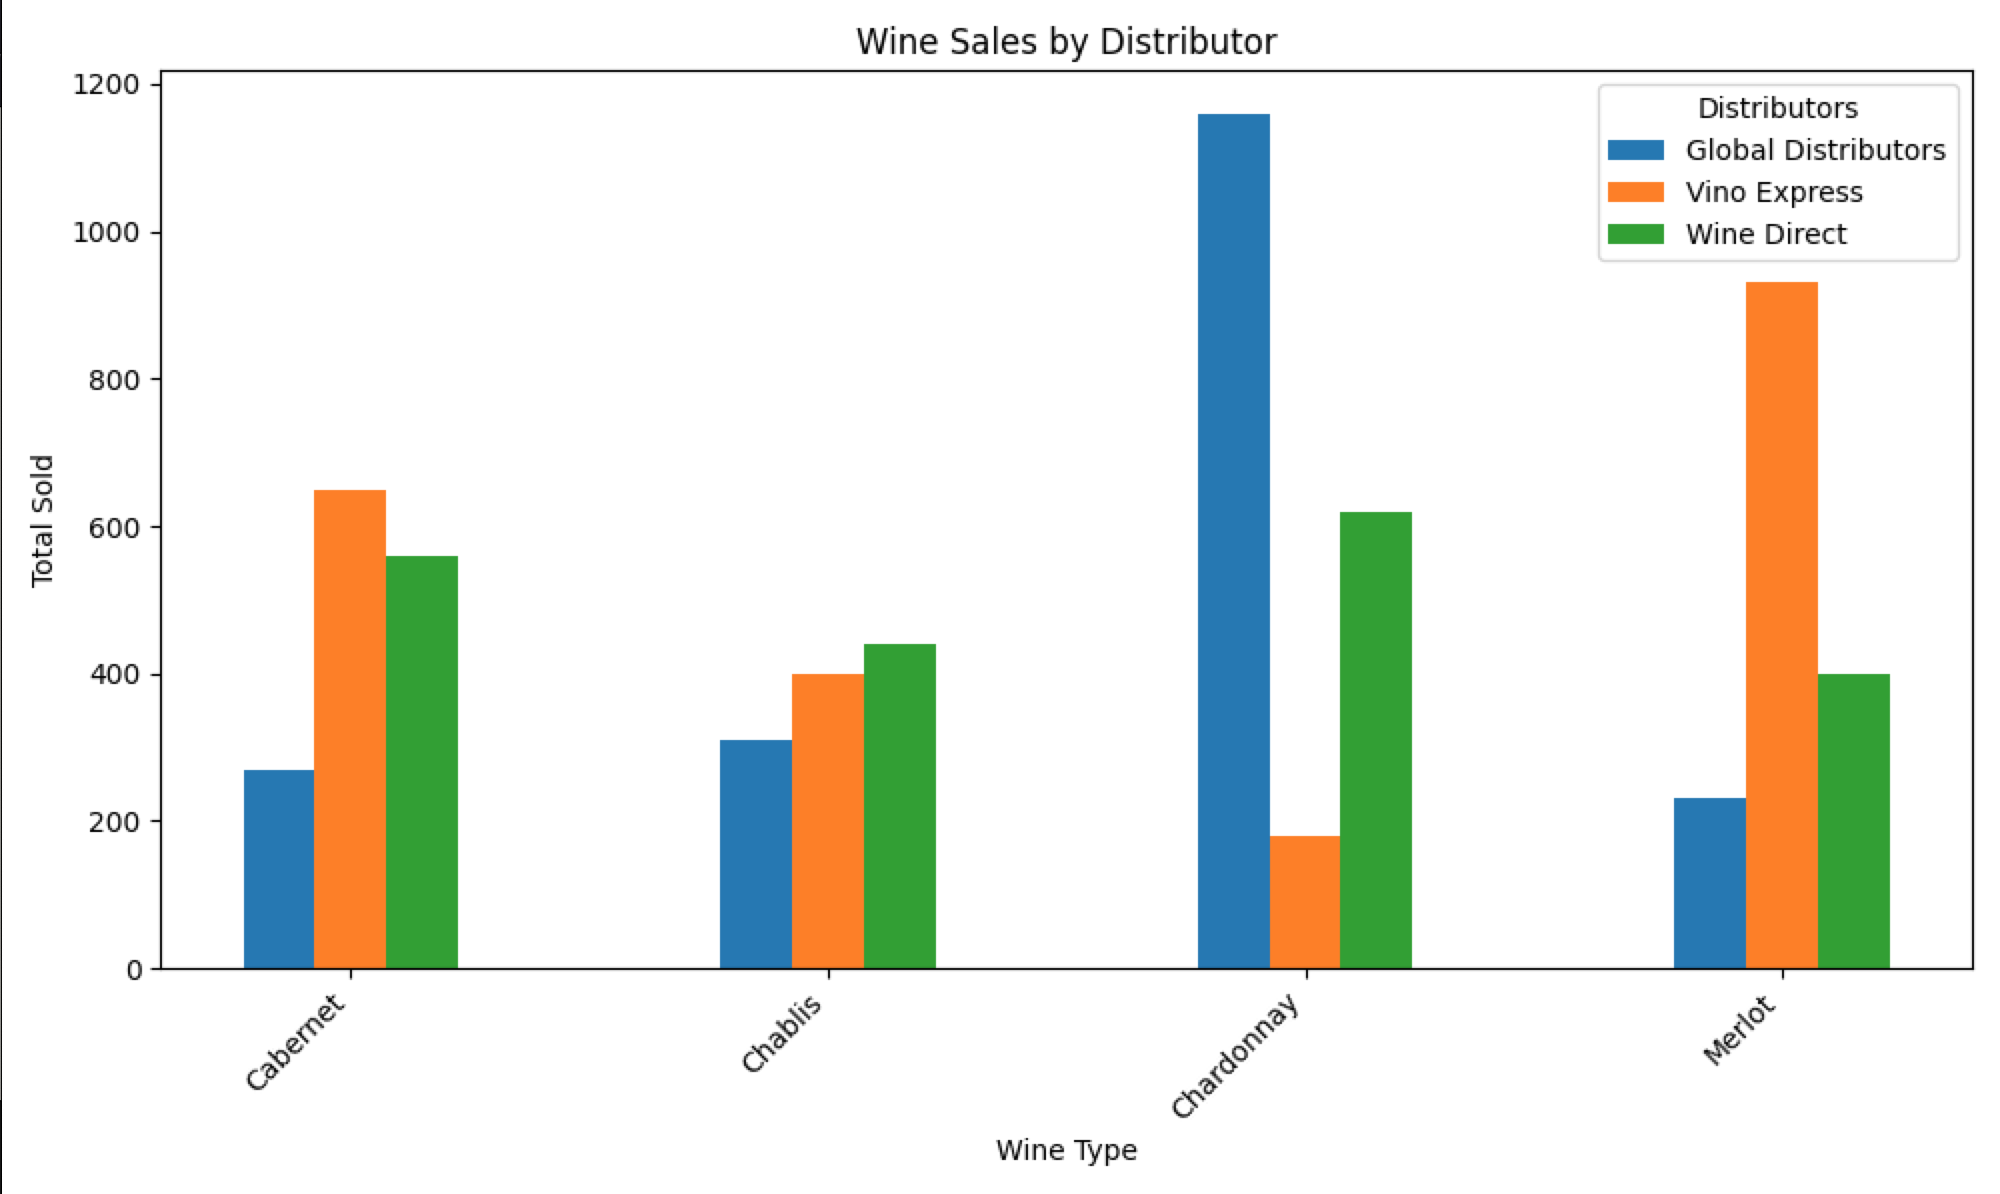 Wine Sales by Distributor
1200
1000
800
600
400
200
0
Total Sold
Distributors
Global Distributors
Vino Express
Wine Direct
Cabernet
Chablis
Chardonnay
Merlot
Wine Type